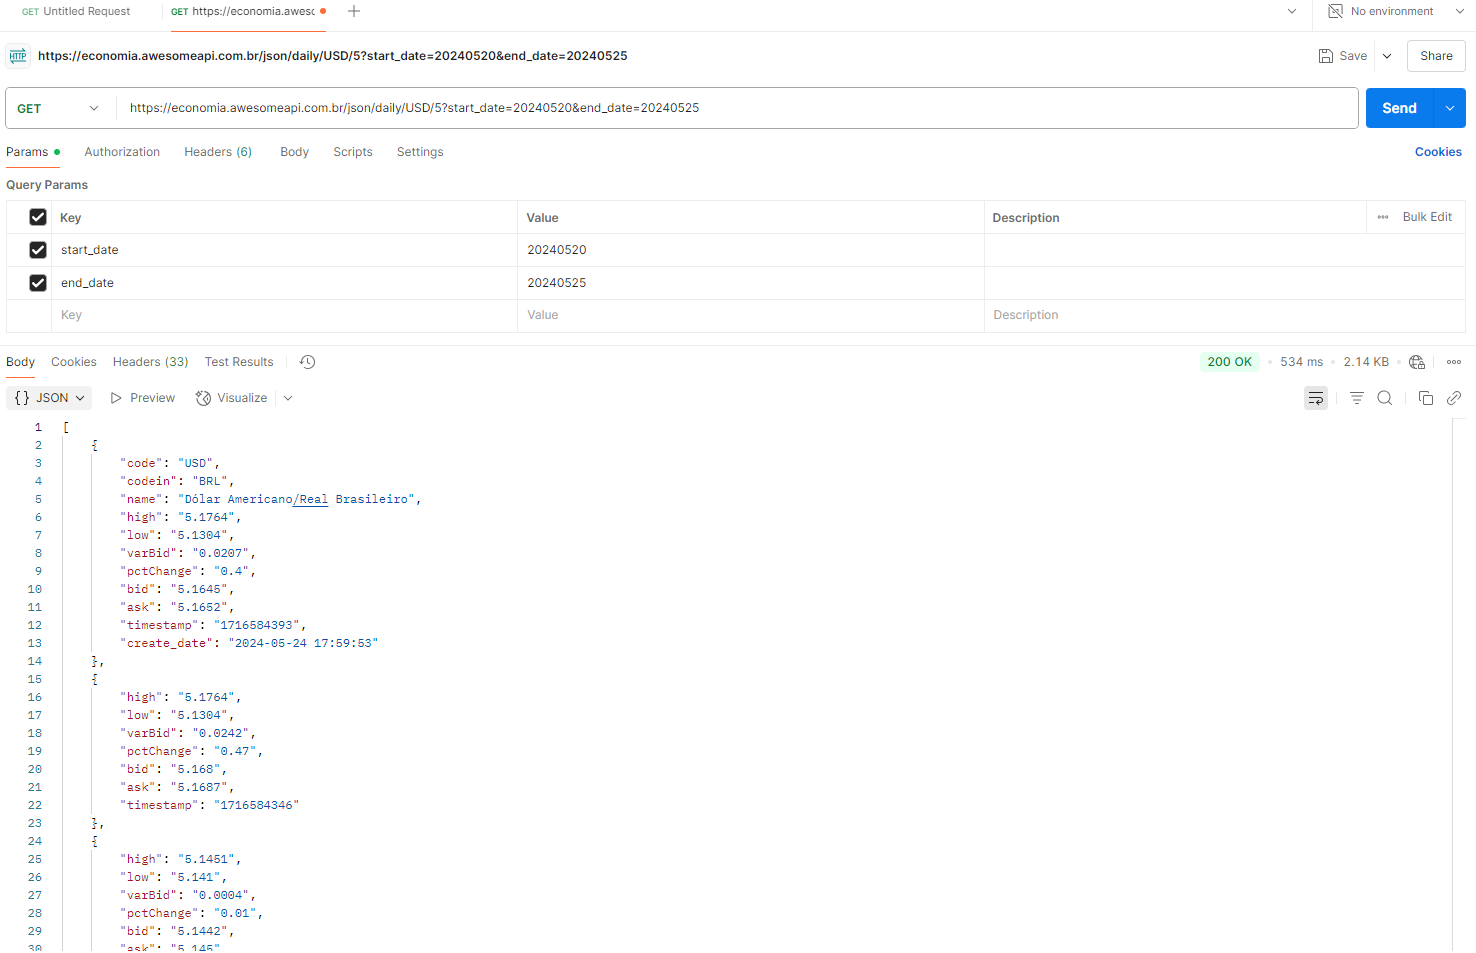 GET Untitled Request GET https://economia.awesc No environment
HTTP https://economia.awesomeapi.com.br/json/daily/USD/5?start_date=20240520&end_date=20240525 Save Share
GET https://economia.awesomeapi.com.br/json/daily/USD/5?start_date=20240520&end_date=20240525 Send
Params Authorization Headers (6) Body Scripts Settings Cookies
Query Params
Key Value Description Bulk Edit
start_date 20240520
end_date 20240525
Key Value Description
Body Cookies Headers (33) Test Results 200 OK 534 ms 2.14 KB
{} JSON Preview Visualize
1 [
2 {
3 "code": "USD",
4 "codein": "BRL",
5 "name": "Dólar Americano/Real Brasileiro",
6 "high": "5.1764",
7 "low": "5.1304",
8 "varBid": "0.0207",
9 "pctChange": "0.4",
10 "bid": "5.1645",
11 "ask": "5.1652",
12 "timestamp": "1716584393",
13 "create_date": "2024-05-24 17:59:53"
14 },
15 {
16 "high": "5.1764",
17 "low": "5.1304",
18 "varBid": "0.0242",
19 "pctChange": "0.47",
20 "bid": "5.168",
21 "ask": "5.1687",
22 "timestamp": "1716584346"
23 },
24 {
25 "high": "5.1451",
26 "low": "5.141",
27 "varBid": "0.0004",
28 "pctChange": "0.01",
29 "bid": "5.1442",
30 "ask": "5.145"